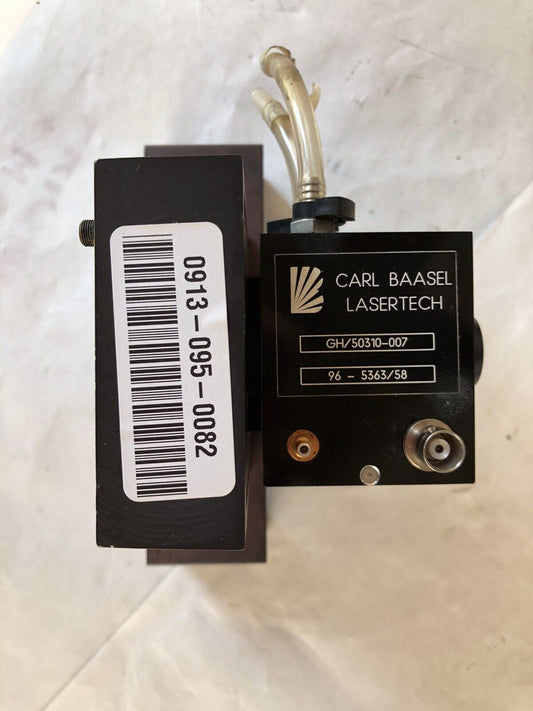 0913-095-0082
CARL BAASEL
LASERTECH
GH/50310-007
96 - 5363/58